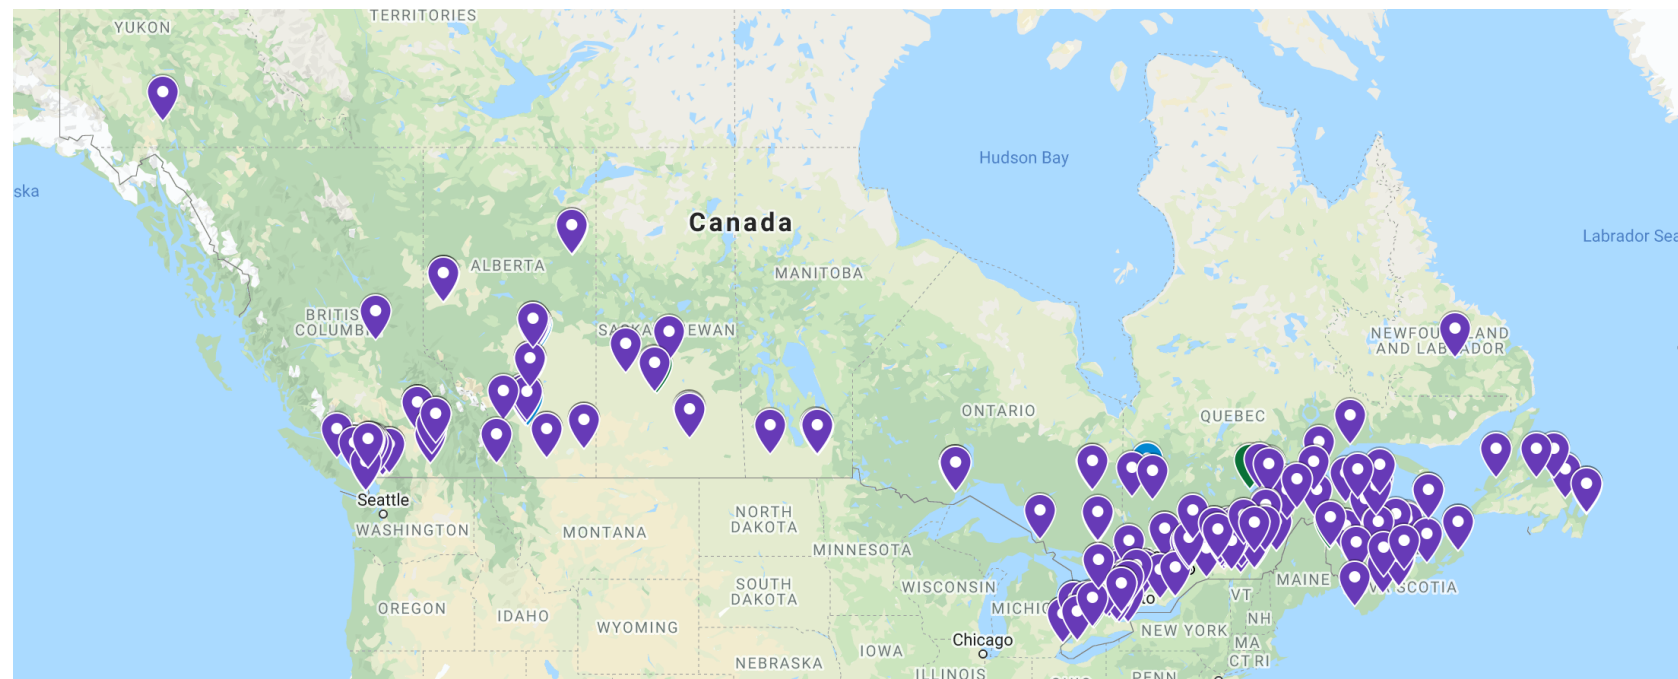 YUKON
TERRITORIES
Hudson Bay
ska
Canada
Labrador Sea
ALBERTA
MANITOBA
BRITIS
COLUMB
EWAN
AND LAB
ADOR
ONTARIO
QUEBEC
Seattle
WASHINGTON
MONTANA
NORTH
DAKOTA
MINNESOTA
SOUTH
DAKOTA
WISCONSIN
MAINE
SCOTIA
OREGON
IDAHO
WYOMING
MICHIG
VT
NH
NEW YORK
Chicago
IOWA
MA
CT RI
NEBRASKA
ILLINOIS
PENN